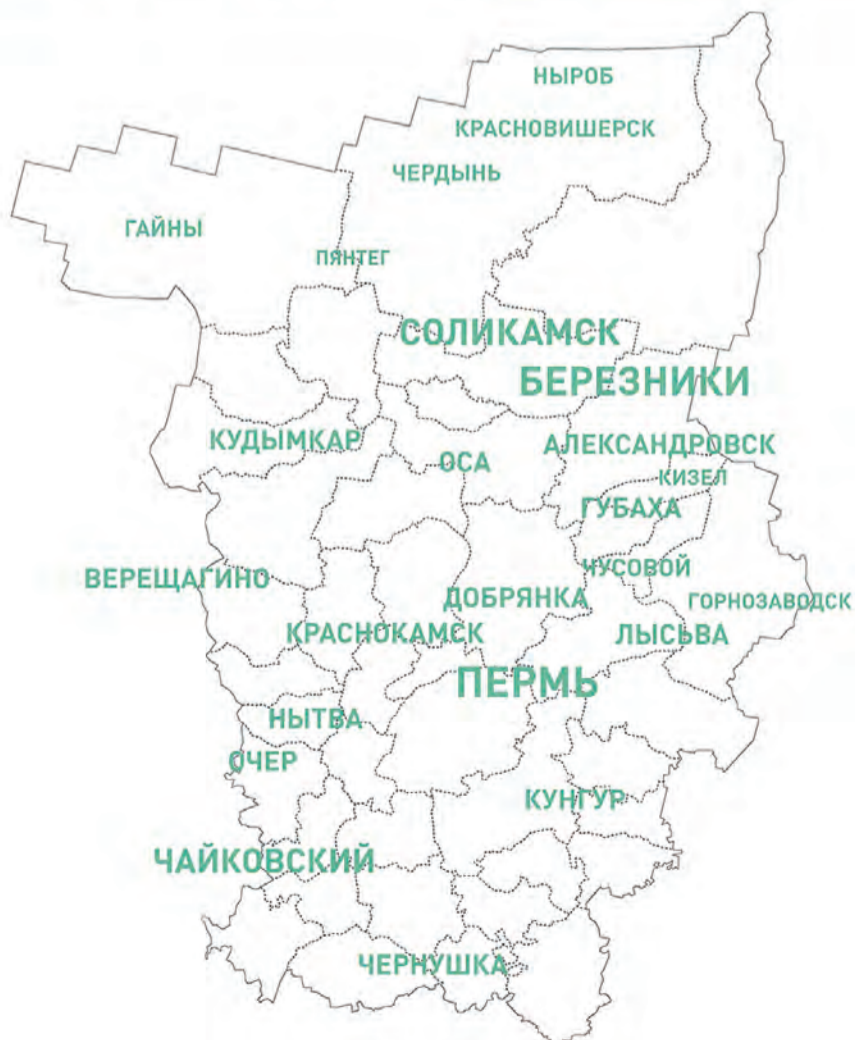 НЫРОБ
КРАСНОВИШЕРСК
ЧЕРДЫНЬ
ГАЙНЫ
ПЯНТЕГ
СОЛИКАМСК
БЕРЕЗНИКИ
КУДЫМКАР
АЛЕКСАНДРОВСК
ОСА
КИЗЕЛ
ГУБАХА
ЧУСОВОЙ
ВЕРЕЩАГИНО
ДОБРЯНКА
ГОРНОЗАВОДСК
КРАСНОКАМСК
ЛЫСЬВА
ПЕРМЬ
НЫТВА
ОЧЕР
КУНГУР
ЧАЙКОВСКИЙ
ЧЕРНУШКА